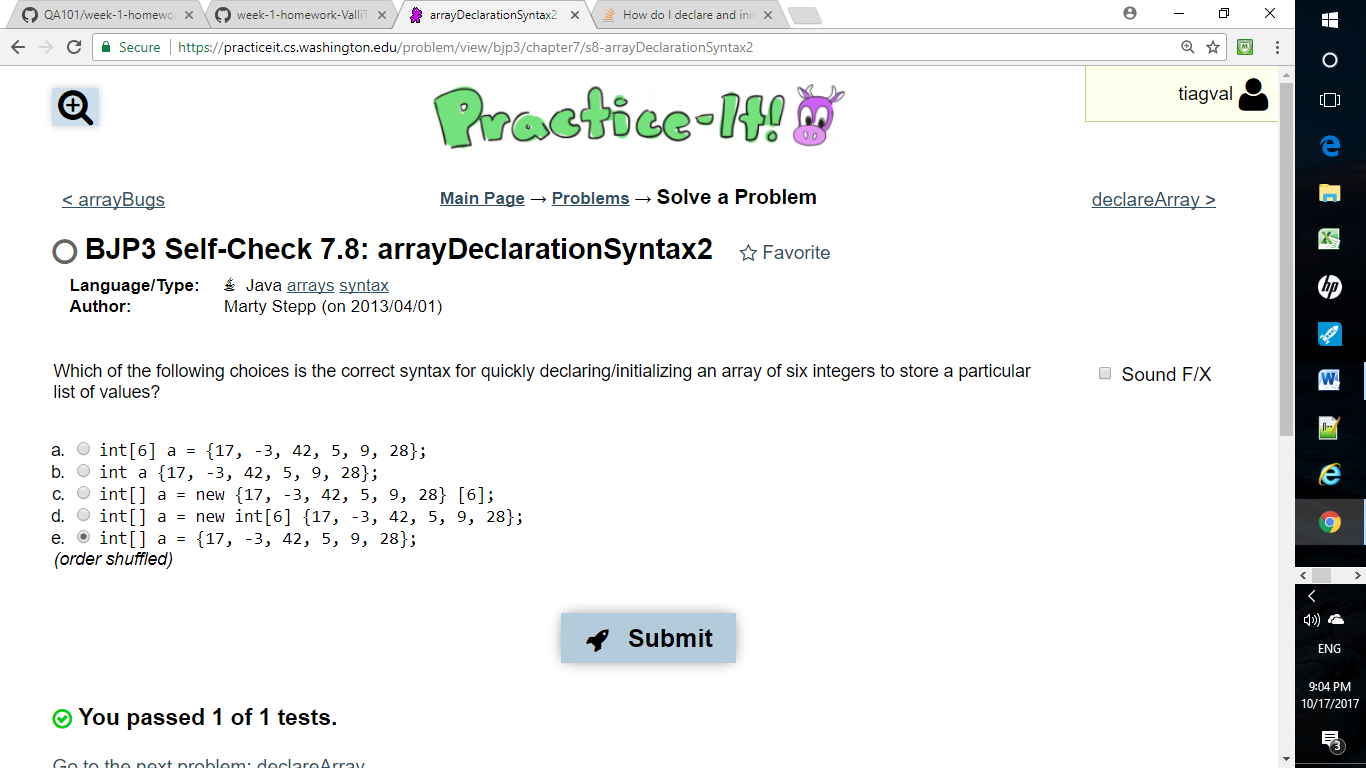 QA101/week-1-homewo
week-1-homework-ValliT
arrayDeclarationSyntax2
How do I declare and init
Secure
https://practiceit.cs.washington.edu/problem/view/bjp3/chapter7/s8-arrayDeclarationSyntax2
Practice-It!
tiagval
< arrayBugs
Main Page → Problems → Solve a Problem
declareArray >
BJP3 Self-Check 7.8: arrayDeclarationSyntax2
Favorite
Language/Type: Java arrays syntax
Author: Marty Stepp (on 2013/04/01)
Which of the following choices is the correct syntax for quickly declaring/initializing an array of six integers to store a particular
list of values?
Sound F/X
a. int[6] a = {17, -3, 42, 5, 9, 28};
b. int a {17, -3, 42, 5, 9, 28};
c. int[] a = new {17, -3, 42, 5, 9, 28} [6];
d. int[] a = new int[6] {17, -3, 42, 5, 9, 28};
e. int[] a = {17, -3, 42, 5, 9, 28};
(order shuffled)
Submit
You passed 1 of 1 tests.
Go to the next problem: declareArray
hp
ENG
9:04 PM
10/17/2017
3